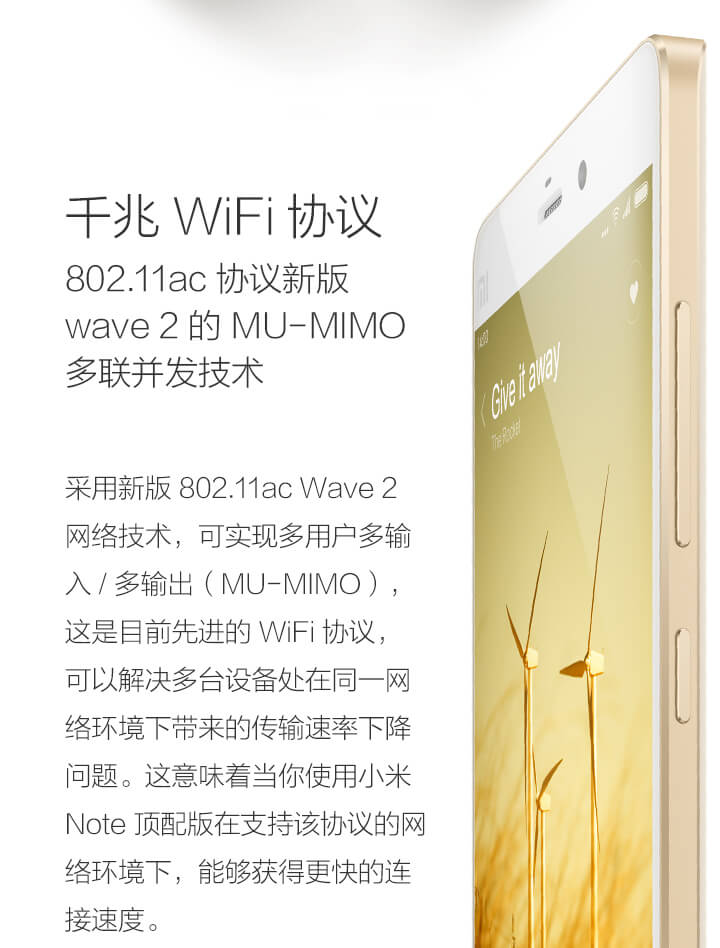 千兆 WiFi 协议
802.11ac 协议新版
wave 2 的 MU-MIMO
多联并发技术
采用新版 802.11ac Wave 2
网络技术，可实现多用户多输
入 / 多输出（MU-MIMO），
这是目前先进的 WiFi 协议，
可以解决多台设备处在同一网
络环境下带来的传输速率下降
问题。这意味着当你使用小米
Note 顶配版在支持该协议的网
络环境下，能够获得更快的连
接速度。
MI
Give it away
The Rocket